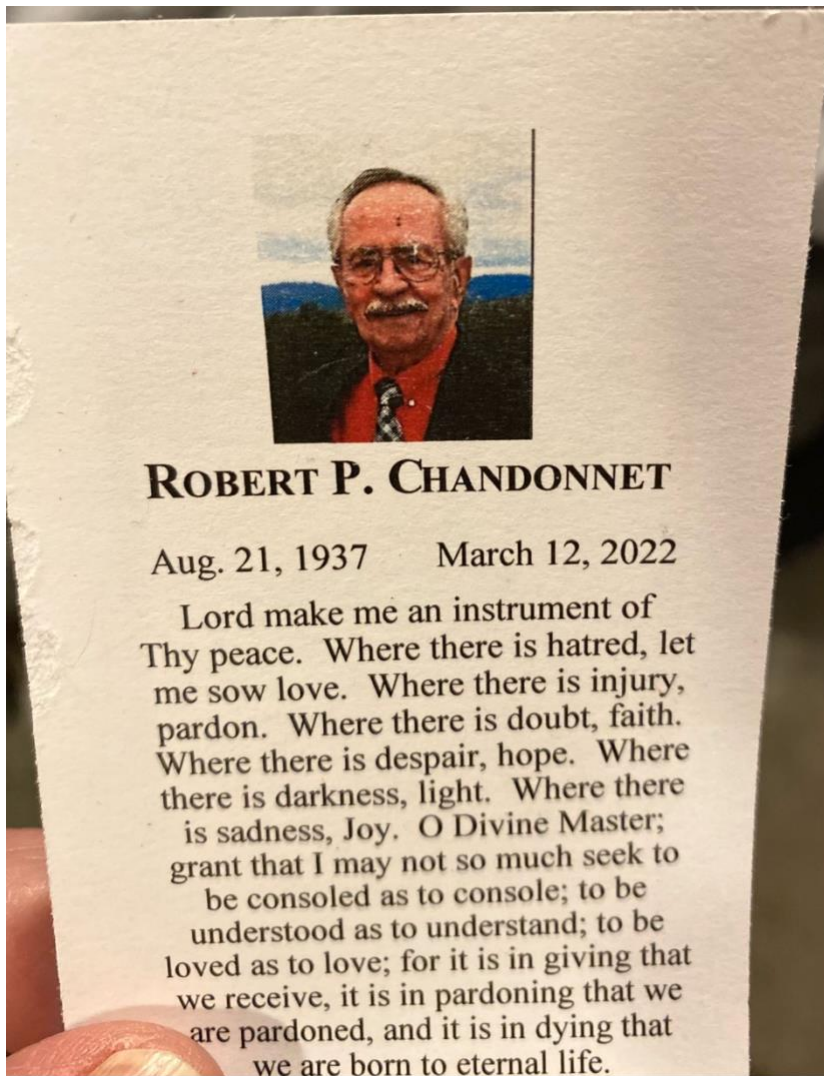 ROBERT P. CHANDONNET
Aug. 21, 1937 March 12, 2022
Lord make me an instrument of
Thy peace. Where there is hatred, let
me sow love. Where there is injury,
pardon. Where there is doubt, faith.
Where there is despair, hope. Where
there is darkness, light. Where there
is sadness, Joy. O Divine Master;
grant that I may not so much seek to
be consoled as to console; to be
understood as to understand; to be
loved as to love; for it is in giving that
we receive, it is in pardoning that we
are pardoned, and it is in dying that
we are born to eternal life.